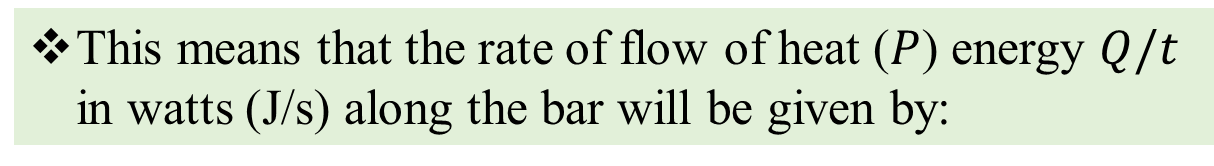 ❖This means that the rate of flow of heat (P) energy Q/t
in watts (J/s) along the bar will be given by: